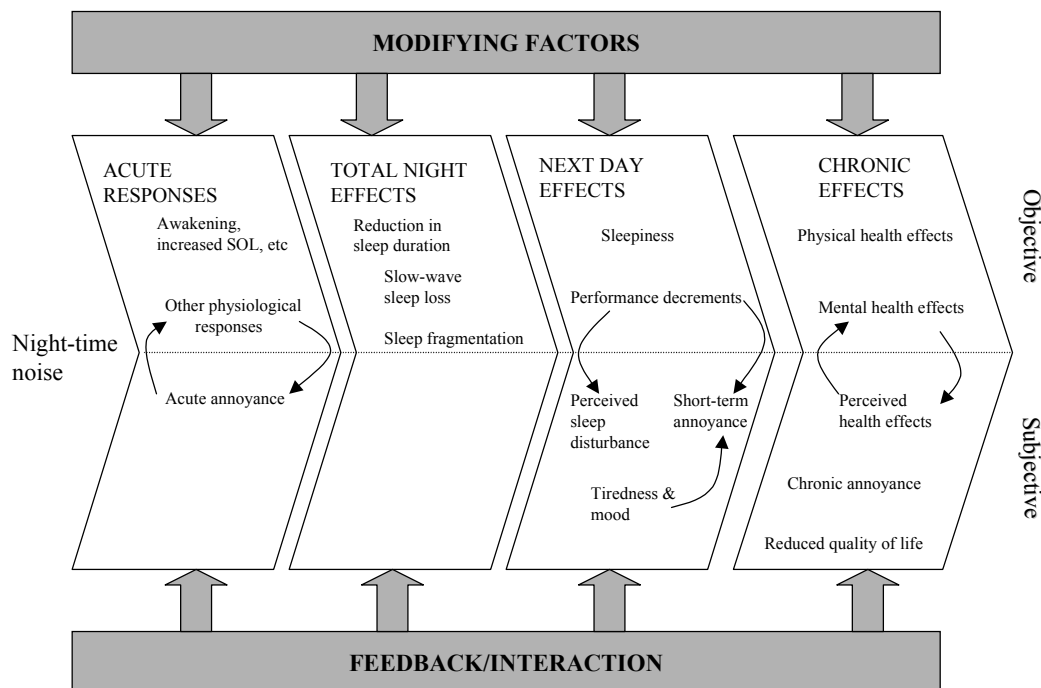 MODIFYING FACTORS
Night-time
noise
ACUTE
RESPONSES
Awakening,
increased SOL, etc
Other physiological
responses
Acute annoyance
TOTAL NIGHT
EFFECTS
Reduction in
sleep duration
Slow-wave
sleep loss
Sleep fragmentation
NEXT DAY
EFFECTS
Sleepiness
Performance decrements
Perceived
sleep
disturbance
Short-term
annoyance
Tiredness &
mood
CHRONIC
EFFECTS
Physical health effects
Mental health effects
Perceived
health effects
Chronic annoyance
Reduced quality of life
Objective
Subjective
FEEDBACK/INTERACTION